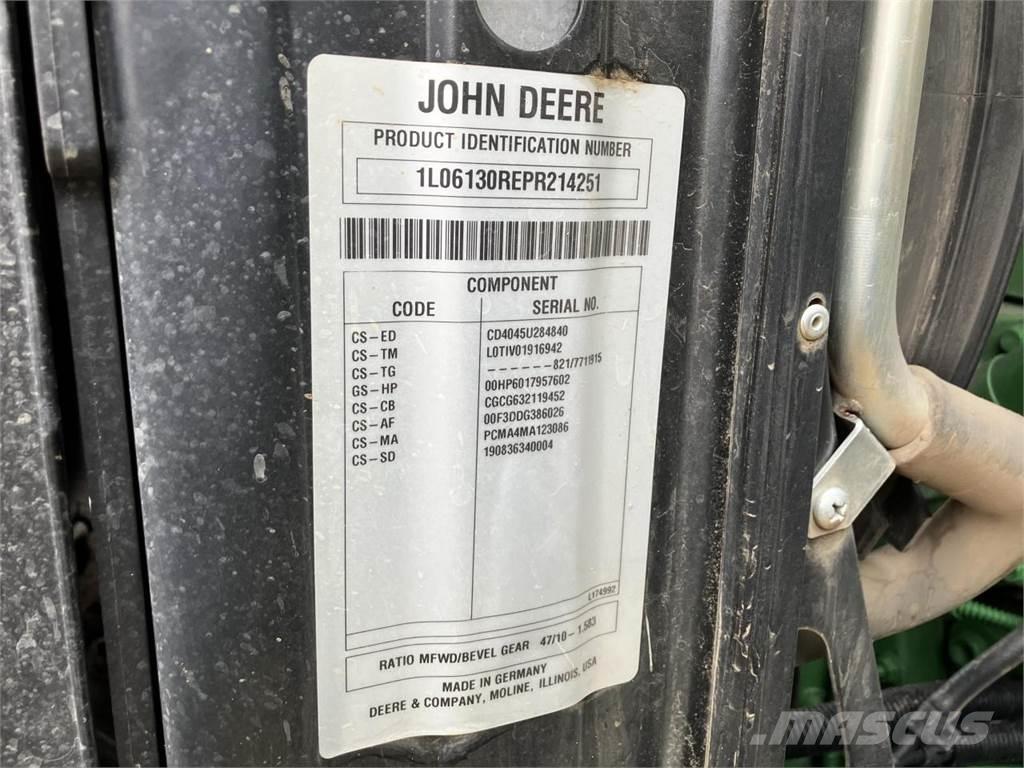 JOHN DEERE
PRODUCT IDENTIFICATION NUMBER
1L06130REPR214251
COMPONENT
CODE SERIAL NO.
CS-ED CD4045U284840
CS-TM L0TIV01916942
CS-TG ------821/7711915
GS-HP 00HP6017957602
CS-CB CGCG632119452
CS-AF 00F3DDG386026
CS-MA PCMA4MA123086
CS-SD 190836340004
L174992
RATIO MFWD/BEVEL GEAR 47/10-1.583
MADE IN GERMANY
DEERE & COMPANY, MOLINE, ILLINOIS, USA
MASCUS